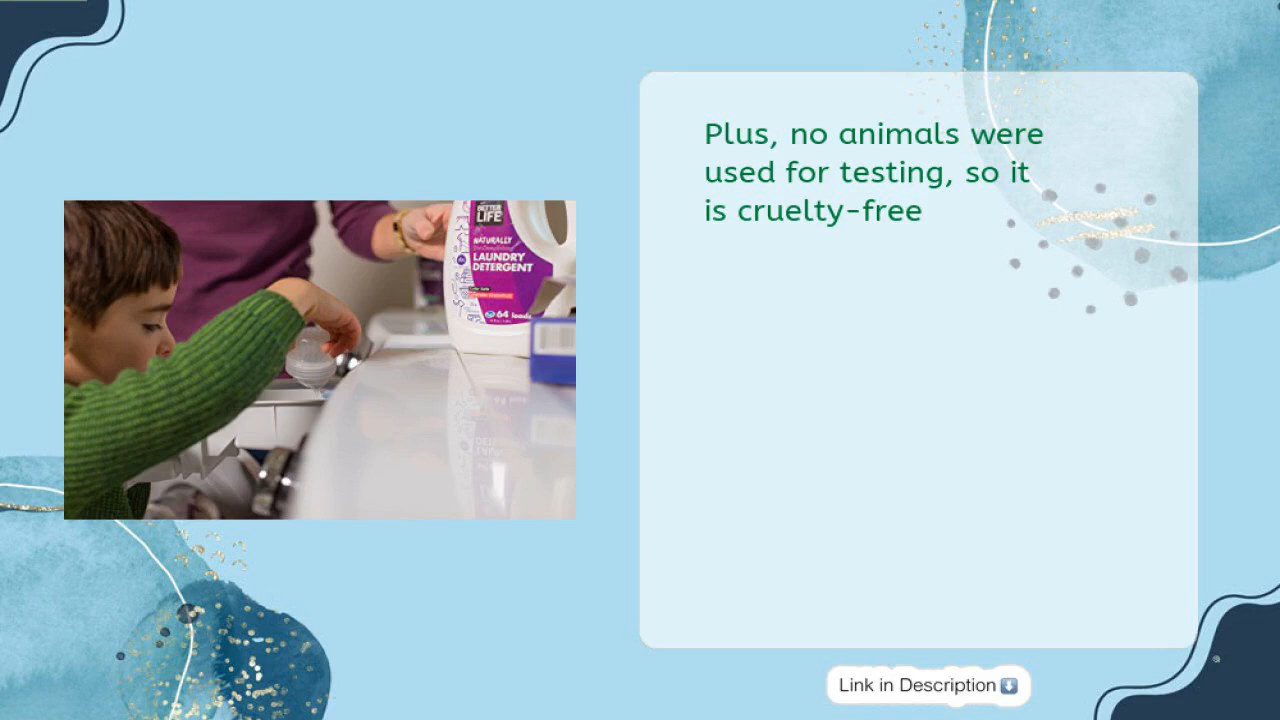 Plus, no animals were
used for testing, so it
is cruelty-free
BETTER
LIFE
NATURALLY
LAUNDRY
DETERGENT
64 loads
Link in Description